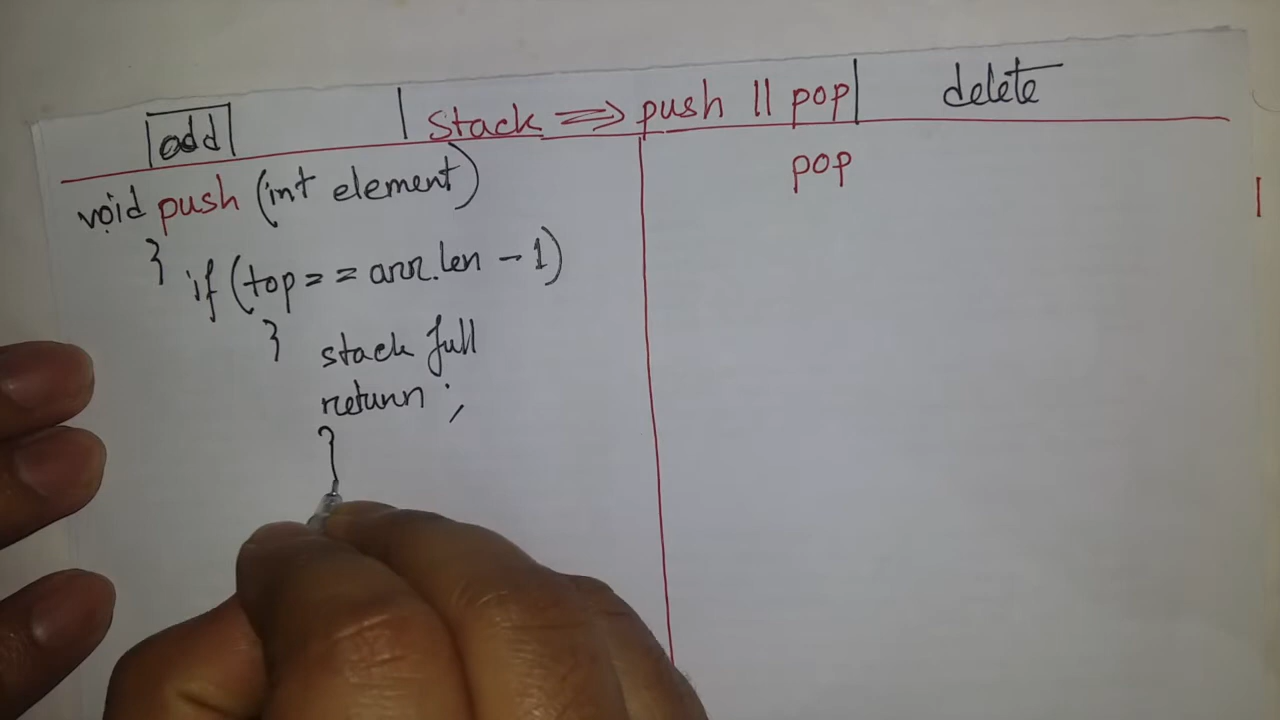 add | stack ⇒ push || pop | delete
void push (int element)
} if (top == arr.len - 1)
} stack full
return ;
}
pop